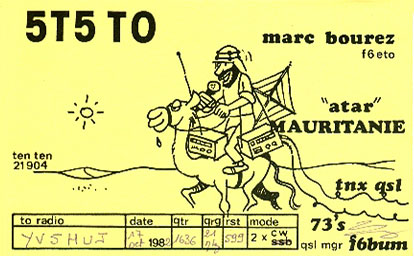 5T5 TO
marc bourez
f6eto
"atar"
MAURITANIE
ten ten
21904
tnx qsl
to radio date qtr qrg rst mode
YV5HUJ 17 oct 1982 1636 21 599 2 x cw ssb
73's
qsl mgr f6bum